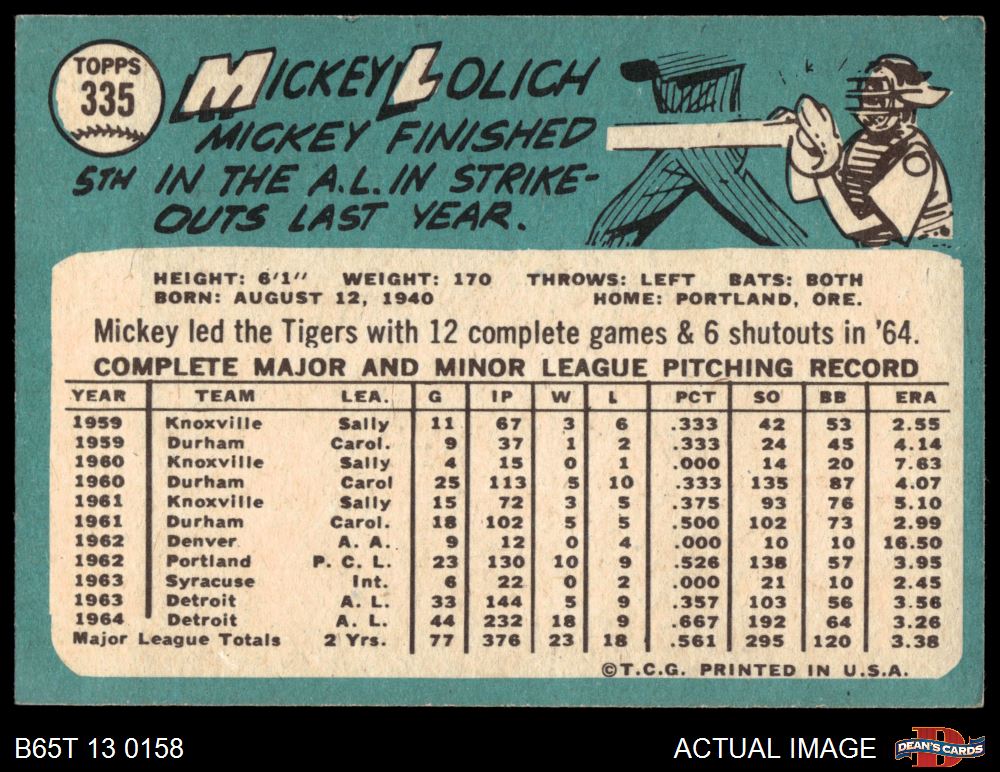 TOPPS
335
MICKEY LOLICH
MICKEY FINISHED
5TH IN THE A.L. IN STRIKE-
OUTS LAST YEAR.
HEIGHT: 6'1" WEIGHT: 170 THROWS: LEFT BATS: BOTH
BORN: AUGUST 12, 1940 HOME: PORTLAND, ORE.
Mickey led the Tigers with 12 complete games & 6 shutouts in '64.
COMPLETE MAJOR AND MINOR LEAGUE PITCHING RECORD
YEAR TEAM LEA. G IP W L PCT SO BB ERA
1959 Knoxville Sally 11 67 3 6 .333 42 53 2.55
1959 Durham Carol. 9 37 1 2 .333 24 45 4.14
1960 Knoxville Sally 4 15 0 1 .000 14 20 7.63
1960 Durham Carol 25 113 5 10 .333 135 87 4.07
1961 Knoxville Sally 15 72 3 5 .375 93 76 5.10
1961 Durham Carol. 18 102 5 5 .500 102 73 2.99
1962 Denver A. A. 9 12 0 4 .000 10 10 16.50
1962 Portland P. C. L. 23 130 10 9 .526 138 57 3.95
1963 Syracuse Int. 6 22 0 2 .000 21 10 2.45
1963 Detroit A. L. 33 144 5 9 .357 103 56 3.56
1964 Detroit A. L. 44 232 18 9 .667 192 64 3.26
Major League Totals 2 Yrs. 77 376 23 18 .561 295 120 3.38
©T.C.G. PRINTED IN U.S.A.
B65T 13 0158 ACTUAL IMAGE
D
DEAN'S CARDS